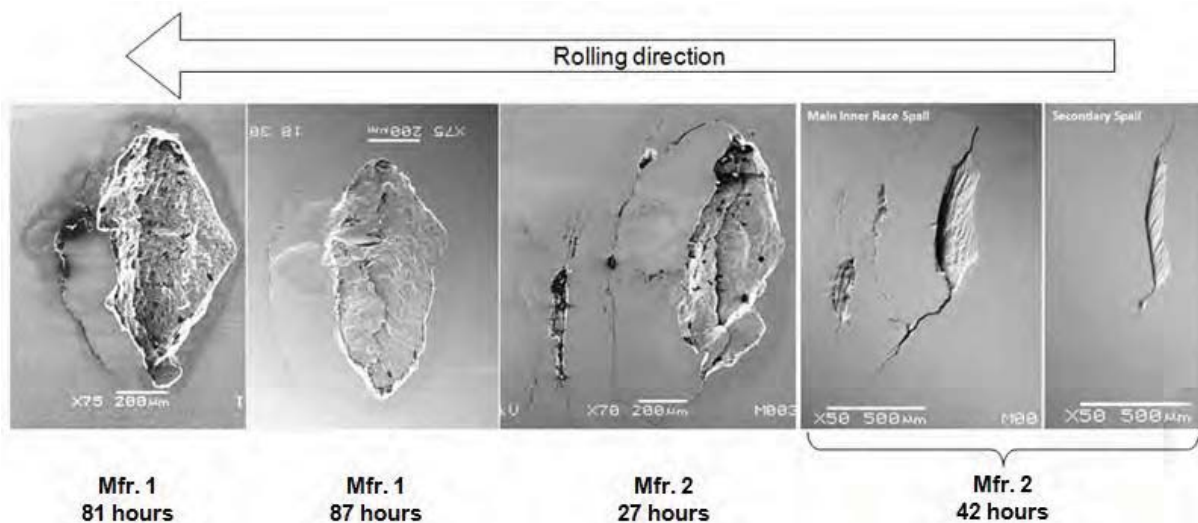 Rolling direction
X75 200μm
I
X75 200μm
10 30
X70 200μm
M003
Main Inner Race Spall
X50 500μm
M00
Secondary Spall
X50 500μm
Mfr. 1
81 hours
Mfr. 1
87 hours
Mfr. 2
27 hours
Mfr. 2
42 hours